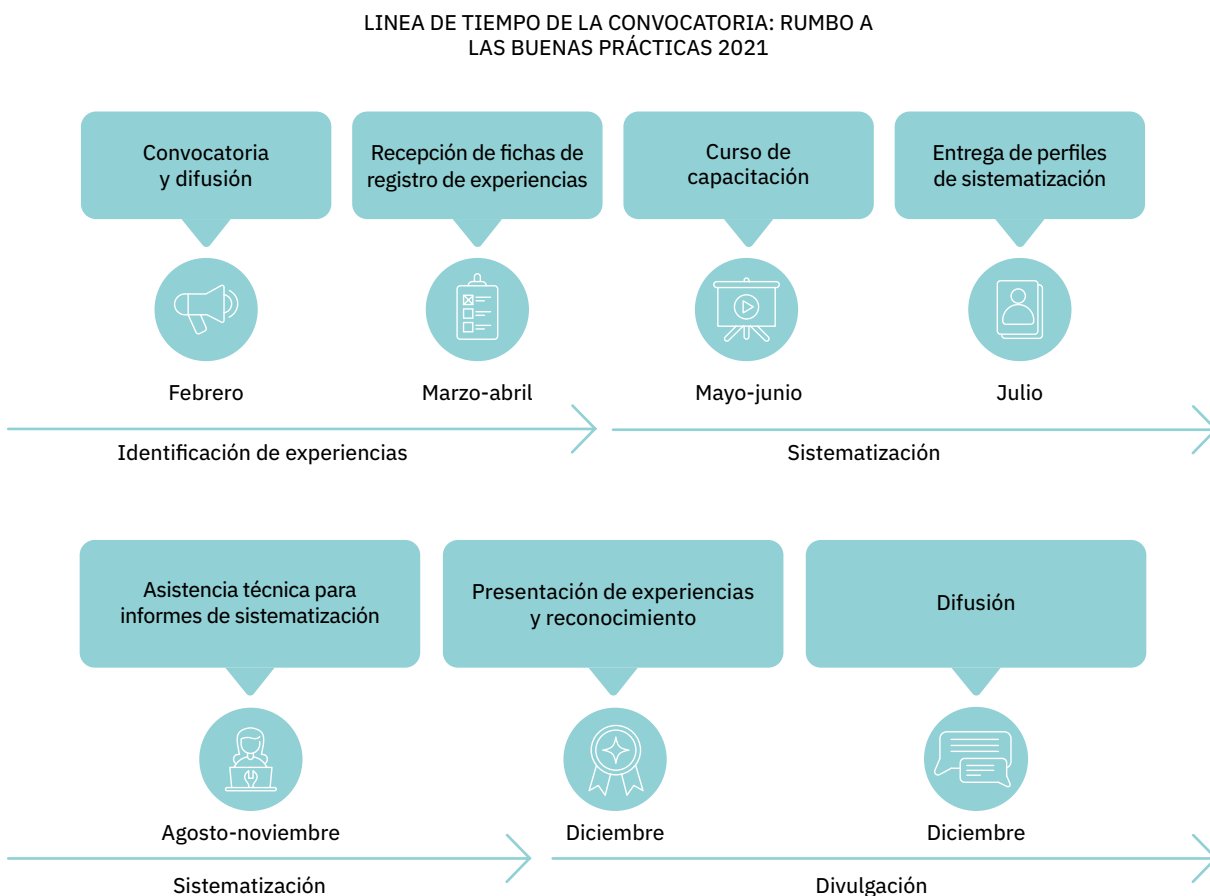 LINEA DE TIEMPO DE LA CONVOCATORIA: RUMBO A
LAS BUENAS PRÁCTICAS 2021
Convocatoria
y difusión
Recepción de fichas de
registro de experiencias
Curso de
capacitación
Entrega de perfiles
de sistematización
Febrero
Marzo-abril
Mayo-junio
Julio
Identificación de experiencias
Sistematización
Asistencia técnica para
informes de sistematización
Presentación de experiencias
y reconocimiento
Difusión
Agosto-noviembre
Diciembre
Diciembre
Sistematización
Divulgación